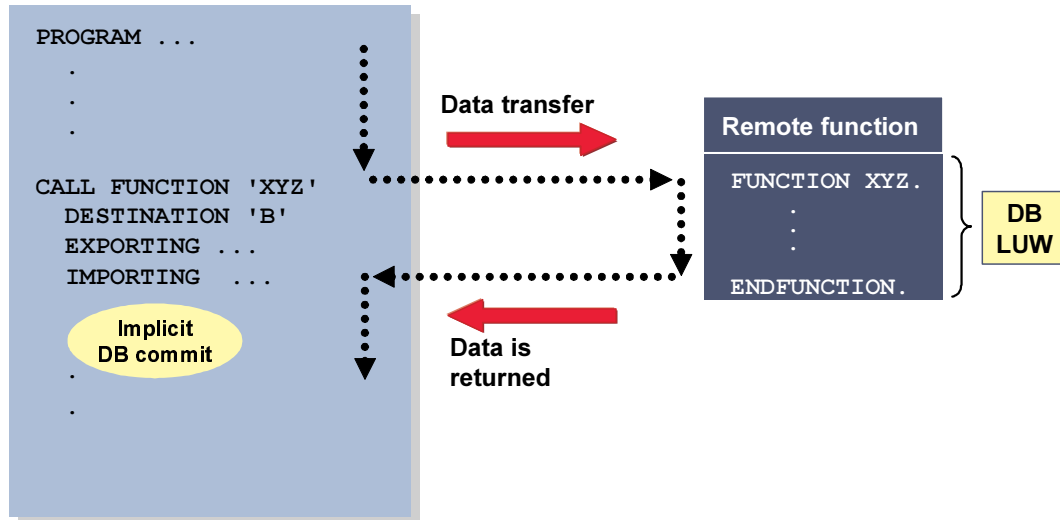 PROGRAM ...
.
.
.
CALL FUNCTION 'XYZ'
DESTINATION 'B'
EXPORTING ...
IMPORTING ...
Implicit
DB commit
.
.
Data transfer
Data is
returned
Remote function
FUNCTION XYZ.
.
.
.
ENDFUNCTION.
DB
LUW